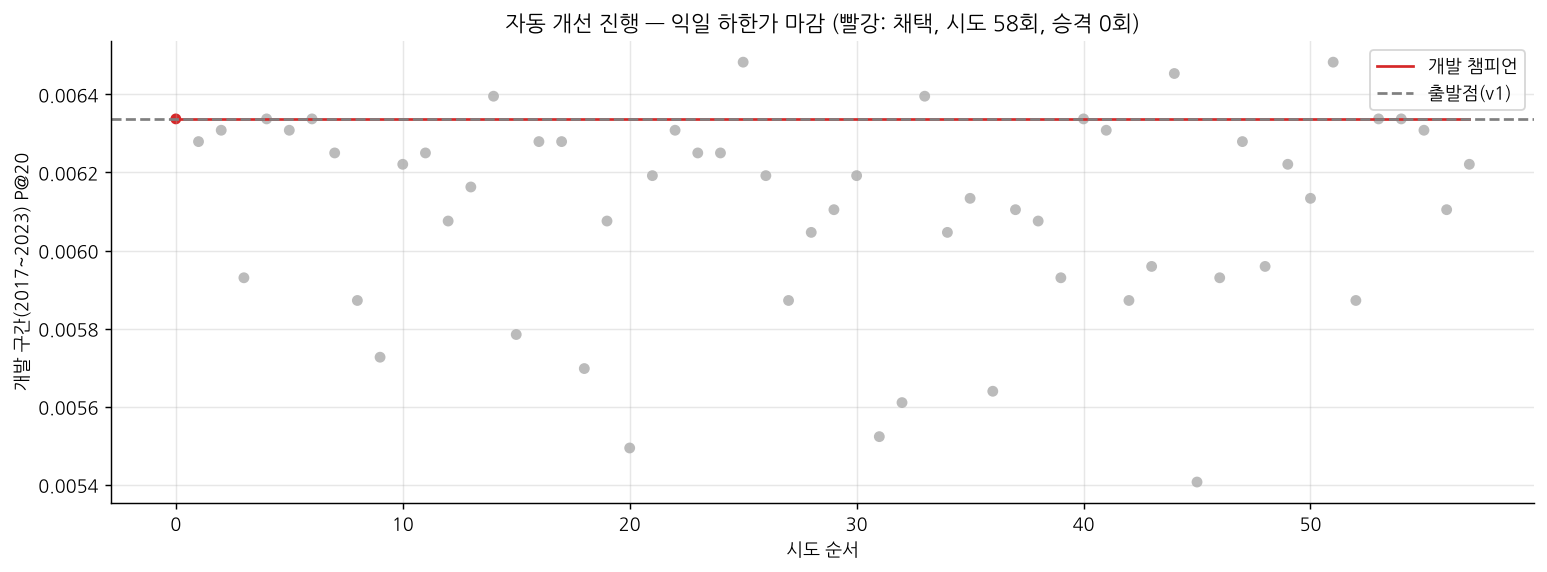 자동 개선 진행 — 익일 하한가 마감 (빨강: 채택, 시도 58회, 승격 0회)
개발 챔피언
출발점(v1)
개발 구간(2017~2023) P@20
0.0064
0.0062
0.0060
0.0058
0.0056
0.0054
0
10
20
30
40
50
시도 순서